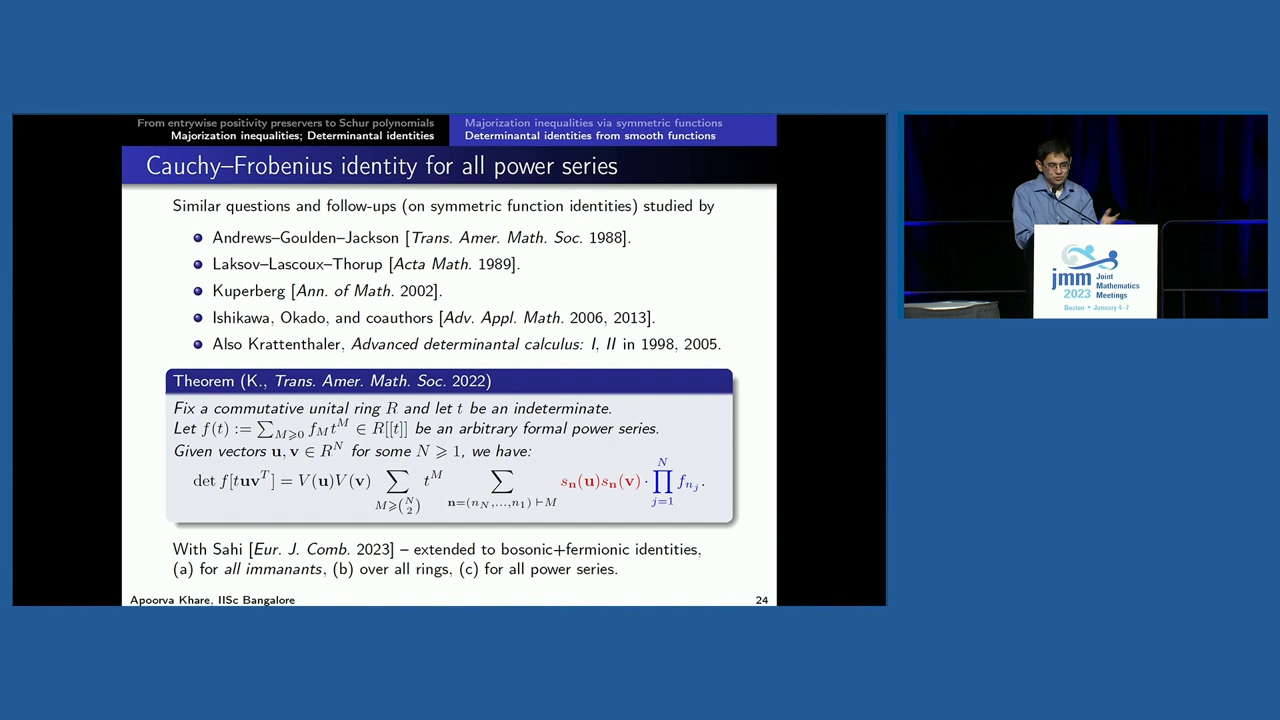 From entrywise positivity preservers to Schur polynomials
Majorization inequalities; Determinantal identities
Majorization inequalities via symmetric functions
Determinantal identities from smooth functions
Cauchy–Frobenius identity for all power series
Similar questions and follow-ups (on symmetric function identities) studied by
Andrews–Goulden–Jackson [Trans. Amer. Math. Soc. 1988].
Laksov–Lascoux–Thorup [Acta Math. 1989].
Kuperberg [Ann. of Math. 2002].
Ishikawa, Okado, and coauthors [Adv. Appl. Math. 2006, 2013].
Also Krattenthaler, Advanced determinantal calculus: I, II in 1998, 2005.
Theorem (K., Trans. Amer. Math. Soc. 2022)
Fix a commutative unital ring R and let t be an indeterminate.
Let f(t) := ∑_{M⩾0} f_M t^M ∈ R[[t]] be an arbitrary formal power series.
Given vectors u, v ∈ R^N for some N ⩾ 1, we have:
det f[tuv^T] = V(u)V(v) ∑_{M⩾\binom{N}{2}} t^M ∑_{n=(n_N,...,n_1) ⊢M} s_n(u)s_n(v) · ∏_{j=1}^{N} f_{n_j}.
With Sahi [Eur. J. Comb. 2023] – extended to bosonic+fermionic identities,
(a) for all immanants, (b) over all rings, (c) for all power series.
Apoorva Khare, IISc Bangalore
24
jmm Joint
Mathematics
2023 Meetings
Boston • January 4-7